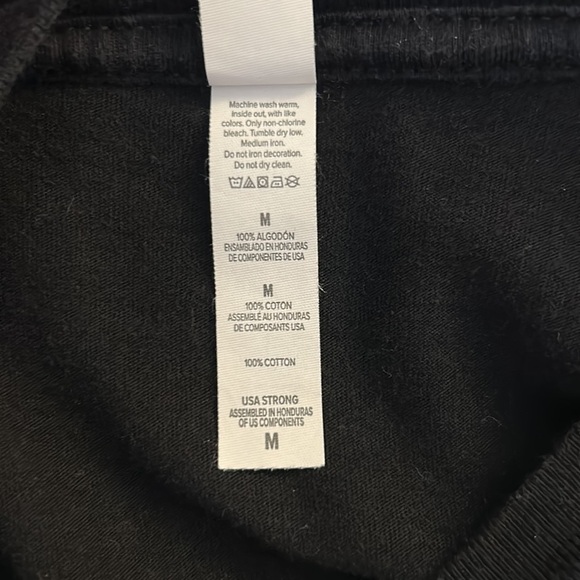 Machine wash warm,
inside out, with like
colors. Only non-chlorine
bleach. Tumble dry low.
Medium iron.
Do not iron decoration.
Do not dry clean.
M
100% ALGODÓN
ENSAMBLADO EN HONDURAS
DE COMPONENTES DE USA
M
100% COTON
ASSEMBLÉ AU HONDURAS
DE COMPOSANTS USA
100% COTTON
USA STRONG
ASSEMBLED IN HONDURAS
OF US COMPONENTS
M